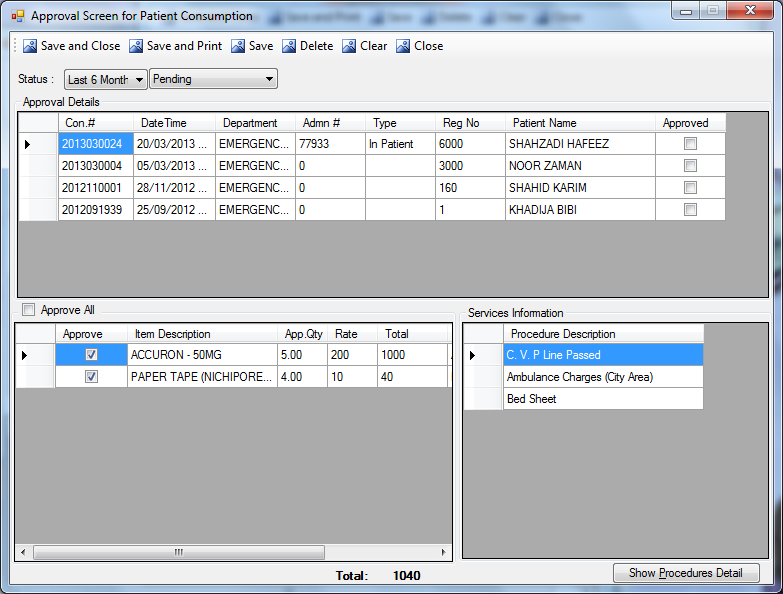 Approval Screen for Patient Consumption
Save and Close Save and Print Save Delete Clear Close
Status : Last 6 Month Pending
Approval Details
Con.# DateTime Department Admn # Type Reg No Patient Name Approved
2013030024 20/03/2013 ... EMERGENC... 77933 In Patient 6000 SHAHZADI HAFEEZ
2013030004 05/03/2013 ... EMERGENC... 0 3000 NOOR ZAMAN
2012110001 28/11/2012 ... EMERGENC... 0 160 SHAHID KARIM
2012091939 25/09/2012 ... EMERGENC... 0 1 KHADIJA BIBI
Approve All
Approve Item Description App.Qty Rate Total
ACCURON - 50MG 5.00 200 1000
PAPER TAPE (NICHIPORE... 4.00 10 40
Total: 1040
Services Information
Procedure Description
C. V. P Line Passed
Ambulance Charges (City Area)
Bed Sheet
Show Procedures Detail